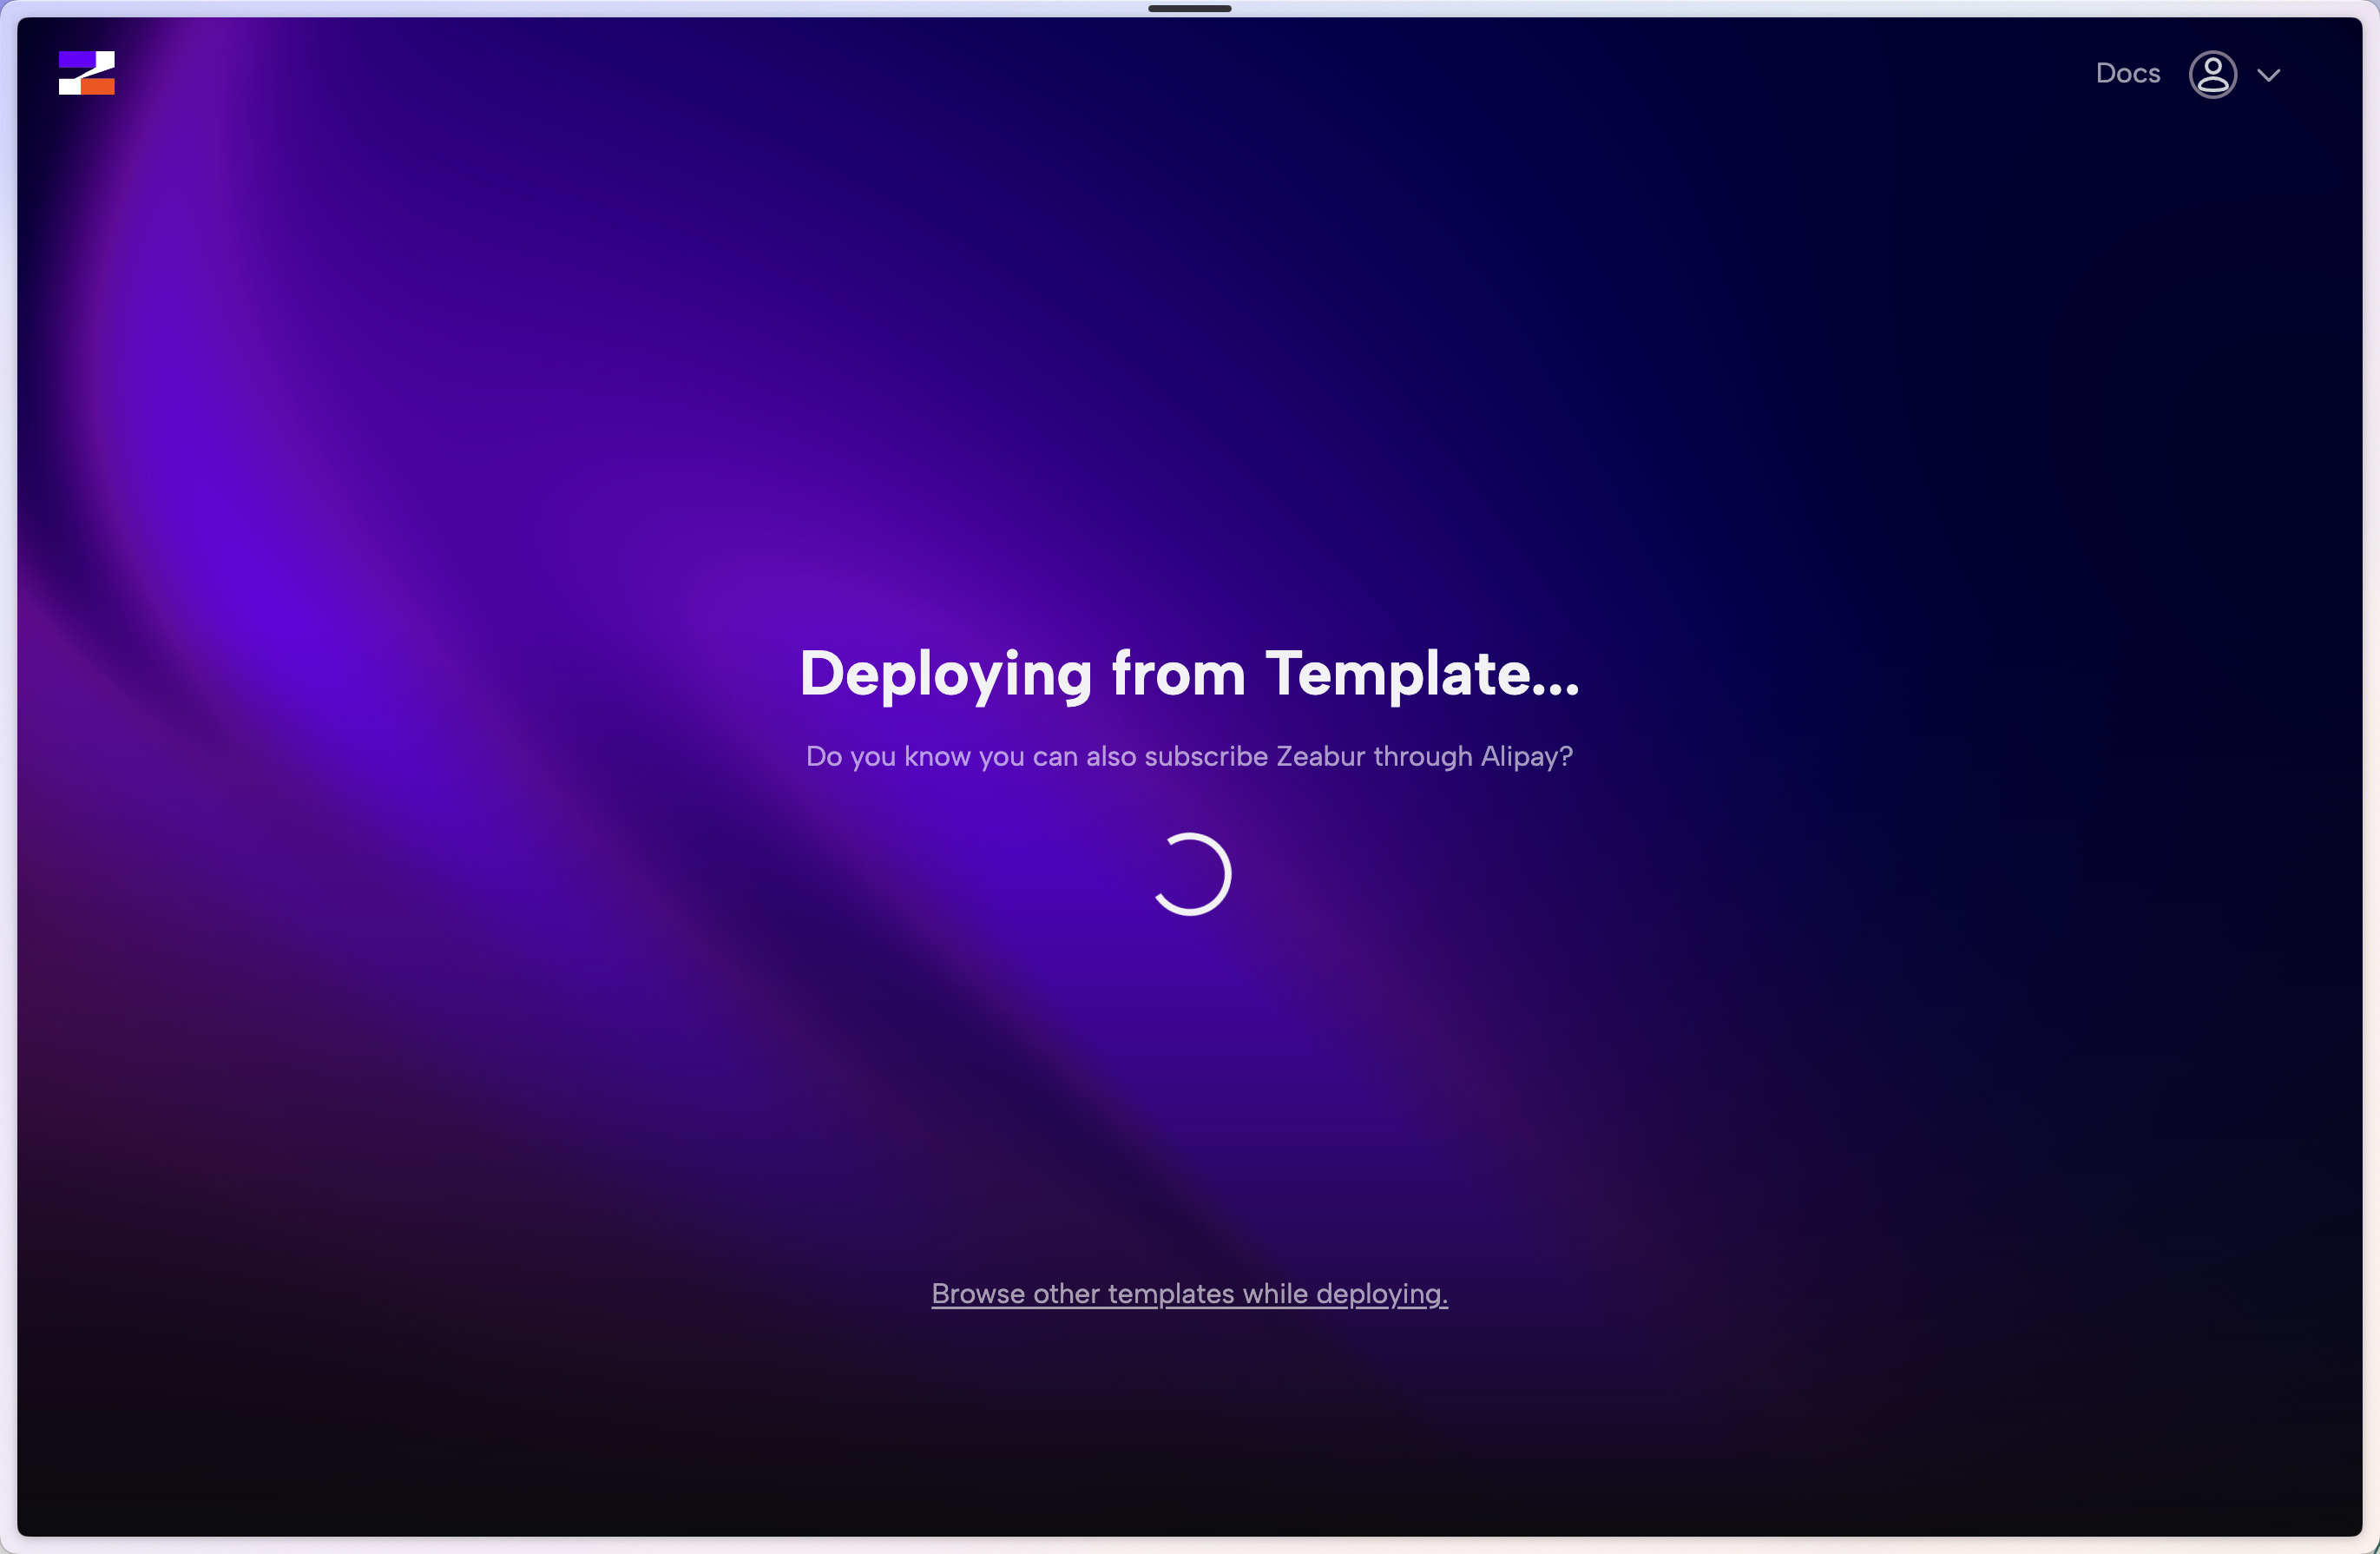 Docs
Deploying from Template...
Do you know you can also subscribe Zeabur through Alipay?
Browse other templates while deploying.